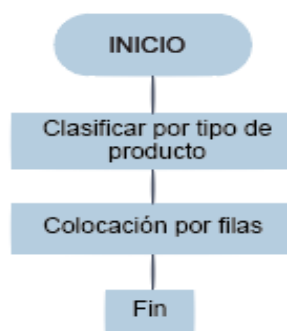 INICIO
Clasificar por tipo de
producto
Colocación por filas
Fin